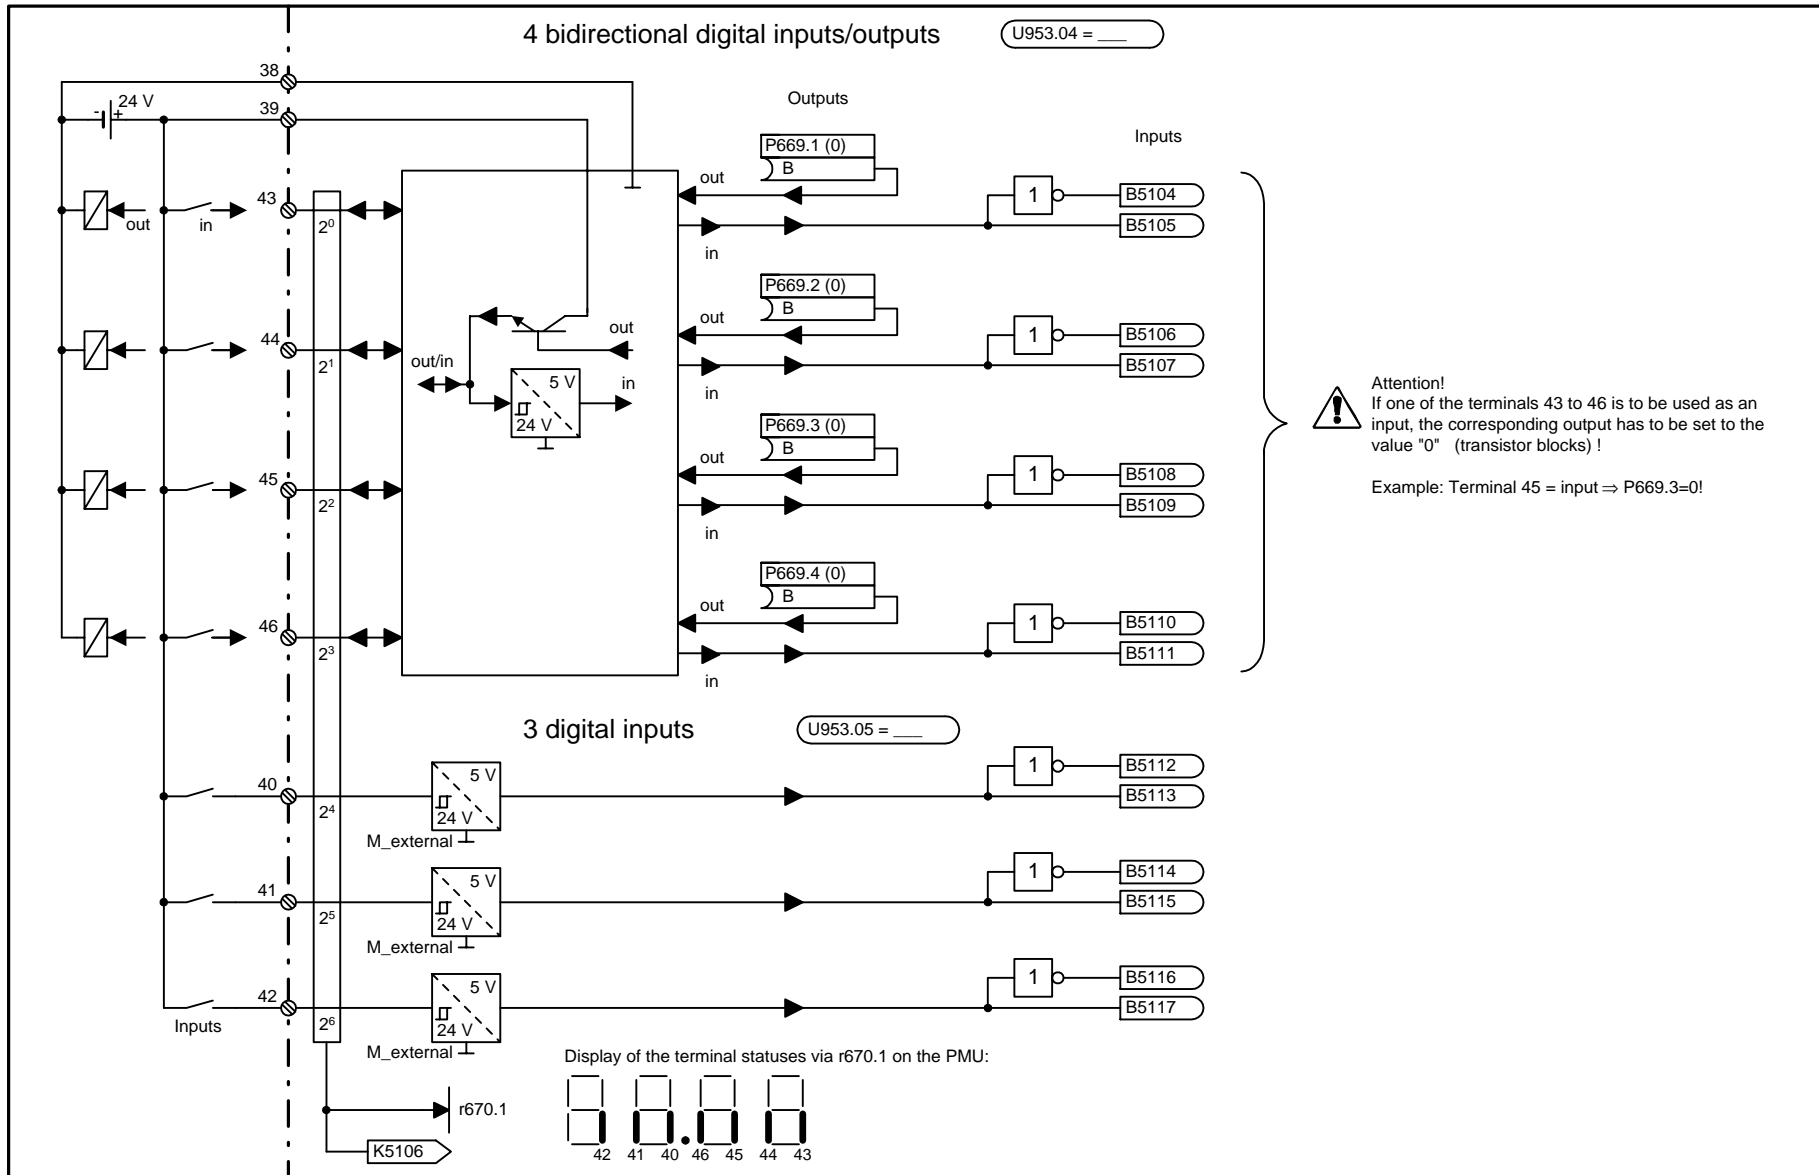 4 bidirectional digital inputs/outputs
U953.04 = ___
38
24 V
- +
39
Outputs
Inputs
P669.1 (0)
B
out
in
1
B5104
B5105
43
out
in
2⁰
P669.2 (0)
B
out
in
1
B5106
B5107
44
2¹
out
out/in
5 V
24 V
in
P669.3 (0)
B
out
in
1
B5108
B5109
45
2²
P669.4 (0)
B
out
in
1
B5110
B5111
46
2³
Attention!
If one of the terminals 43 to 46 is to be used as an
input, the corresponding output has to be set to the
value "0" (transistor blocks) !
Example: Terminal 45 = input ⇒ P669.3=0!
3 digital inputs
U953.05 = ___
40
2⁴
5 V
24 V
M_external
1
B5112
B5113
41
2⁵
5 V
24 V
M_external
1
B5114
B5115
42
Inputs
2⁶
5 V
24 V
M_external
1
B5116
B5117
Display of the terminal statuses via r670.1 on the PMU:
r670.1
K5106
42 41 40 46 45 44 43